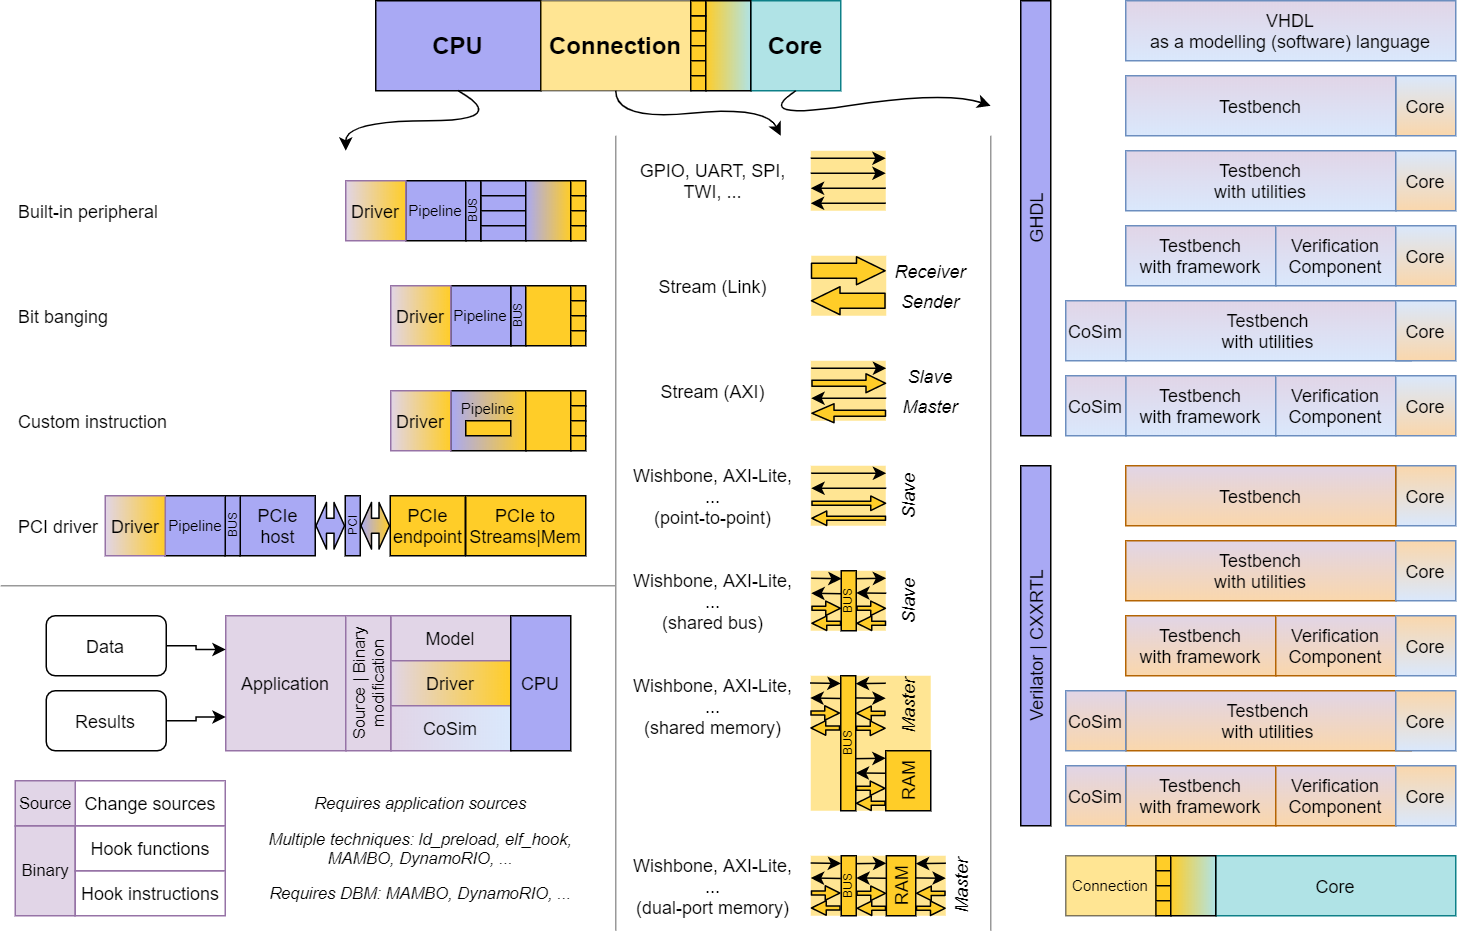 CPU
Connection
Core
Built-in peripheral
Driver
Pipeline
BUS
Bit banging
Driver
Pipeline
BUS
Custom instruction
Driver
Pipeline
PCI driver
Driver
Pipeline
BUS
PCIe
host
PCI
PCIe
endpoint
PCIe to
Streams|Mem
Data
Results
Application
Source | Binary
modification
Model
Driver
CoSim
CPU
Source
Change sources
Requires application sources
Binary
Hook functions
Multiple techniques: ld_preload, elf_hook,
MAMBO, DynamoRIO, ...
Hook instructions
Requires DBM: MAMBO, DynamoRIO, ...
GPIO, UART, SPI,
TWI, ...
Stream (Link)
Receiver
Sender
Stream (AXI)
Slave
Master
Wishbone, AXI-Lite,
...
(point-to-point)
Slave
Wishbone, AXI-Lite,
...
(shared bus)
BUS
Slave
Wishbone, AXI-Lite,
...
(shared memory)
BUS
Master
RAM
Wishbone, AXI-Lite,
...
(dual-port memory)
BUS
RAM
Master
GHDL
VHDL
as a modelling (software) language
Testbench
Core
Testbench
with utilities
Core
Testbench
with framework
Verification
Component
Core
CoSim
Testbench
with utilities
Core
CoSim
Testbench
with framework
Verification
Component
Core
Verilator | CXXRTL
Testbench
Core
Testbench
with utilities
Core
Testbench
with framework
Verification
Component
Core
CoSim
Testbench
with utilities
Core
CoSim
Testbench
with framework
Verification
Component
Core
Connection
Core